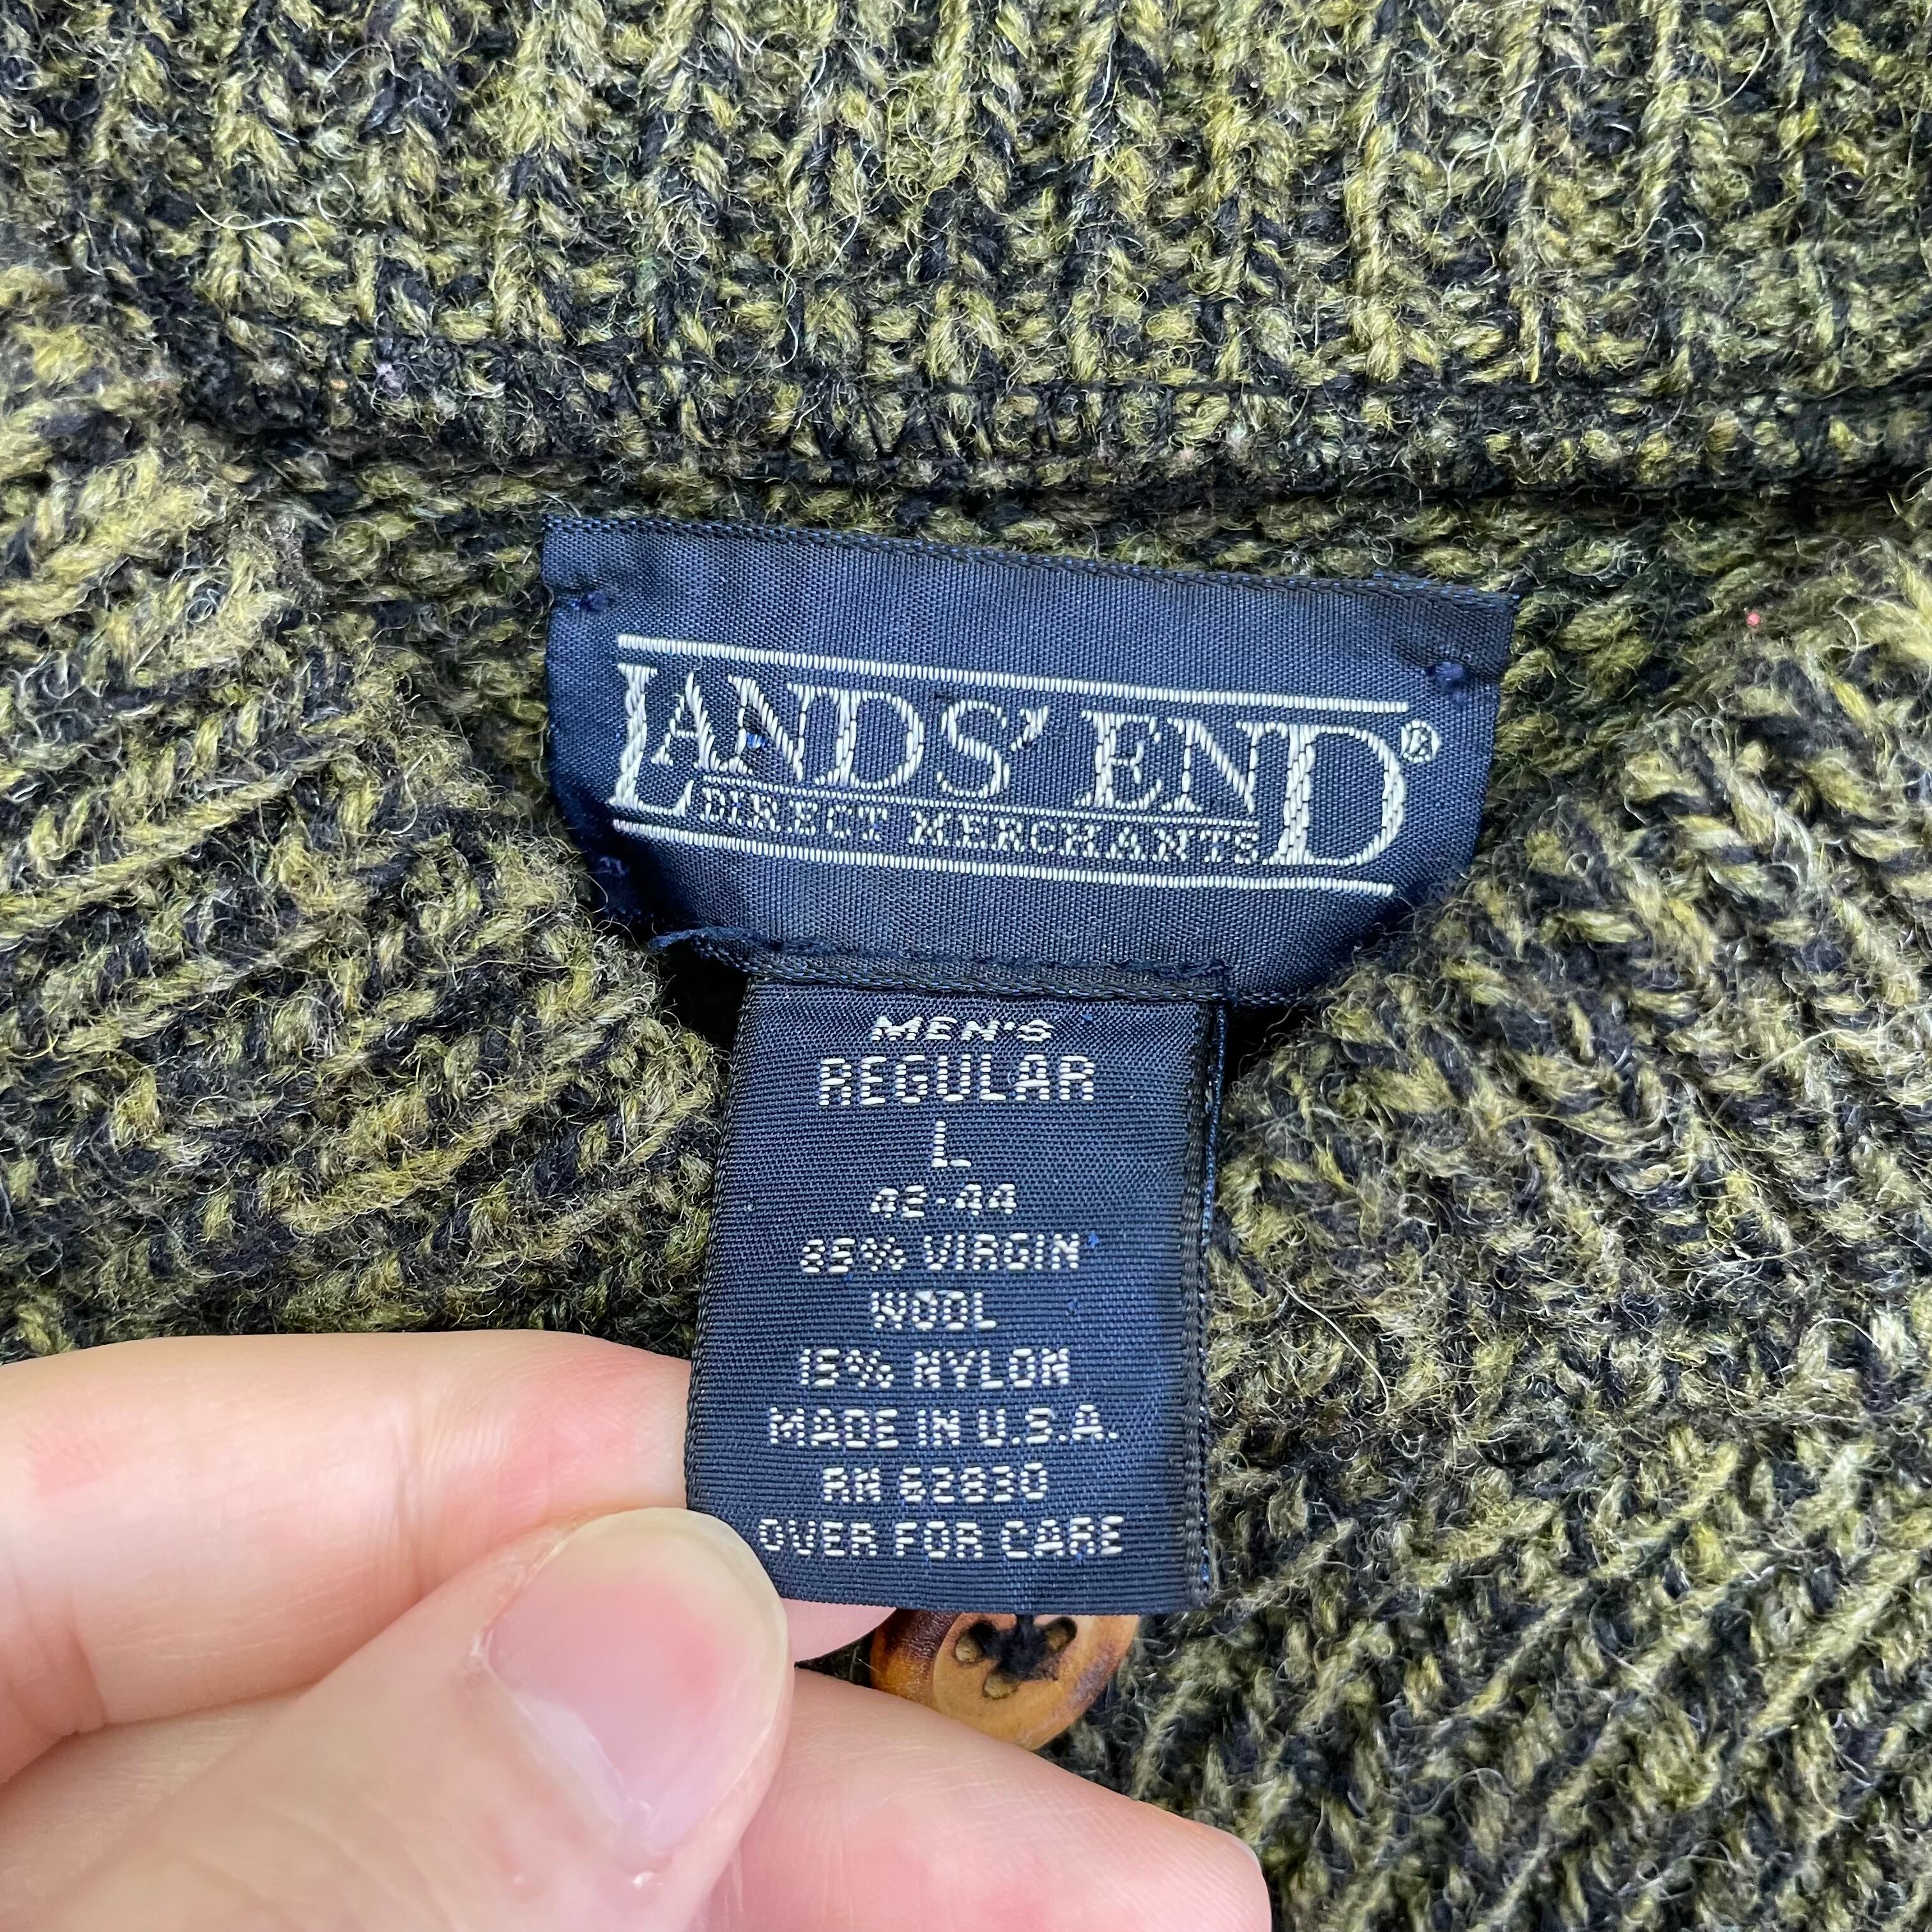 LANDS' END®
DIRECT MERCHANTS
MEN'S
REGULAR
L
42-44
85% VIRGIN
WOOL
15% NYLON
MADE IN U.S.A.
RN 62830
OVER FOR CARE